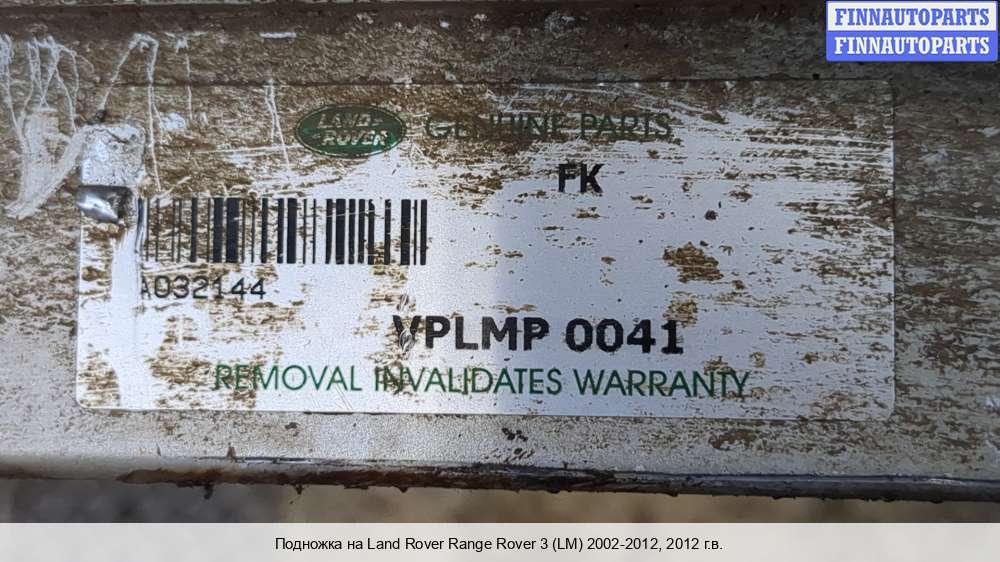 FINNAUTOPARTS
FINNAUTOPARTS
LAND-
ROVER
GENUINE PARTS
FK
A032144
VPLMP 0041
REMOVAL INVALIDATES WARRANTY
Подножка на Land Rover Range Rover 3 (LM) 2002-2012, 2012 г.в.